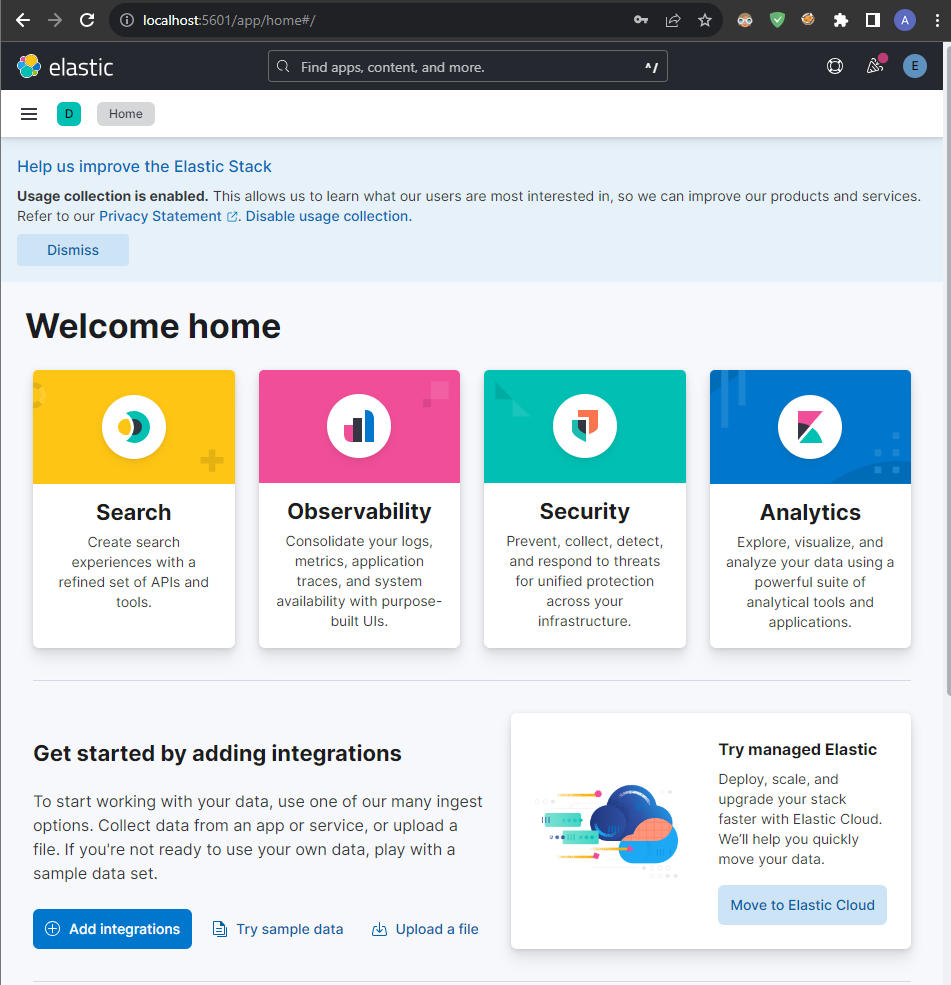 localhost:5601/app/home#/
A
elastic
Find apps, content, and more.
^/
E
D
Home
Help us improve the Elastic Stack
Usage collection is enabled. This allows us to learn what our users are most interested in, so we can improve our products and services.
Refer to our Privacy Statement. Disable usage collection.
Dismiss
Welcome home
Search
Create search
experiences with a
refined set of APIs and
tools.
Observability
Consolidate your logs,
metrics, application
traces, and system
availability with purpose-
built UIs.
Security
Prevent, collect, detect,
and respond to threats
for unified protection
across your
infrastructure.
Analytics
Explore, visualize, and
analyze your data using a
powerful suite of
analytical tools and
applications.
Get started by adding integrations
To start working with your data, use one of our many ingest
options. Collect data from an app or service, or upload a
file. If you're not ready to use your own data, play with a
sample data set.
Add integrations
Try sample data
Upload a file
Try managed Elastic
Deploy, scale, and
upgrade your stack
faster with Elastic Cloud.
We’ll help you quickly
move your data.
Move to Elastic Cloud